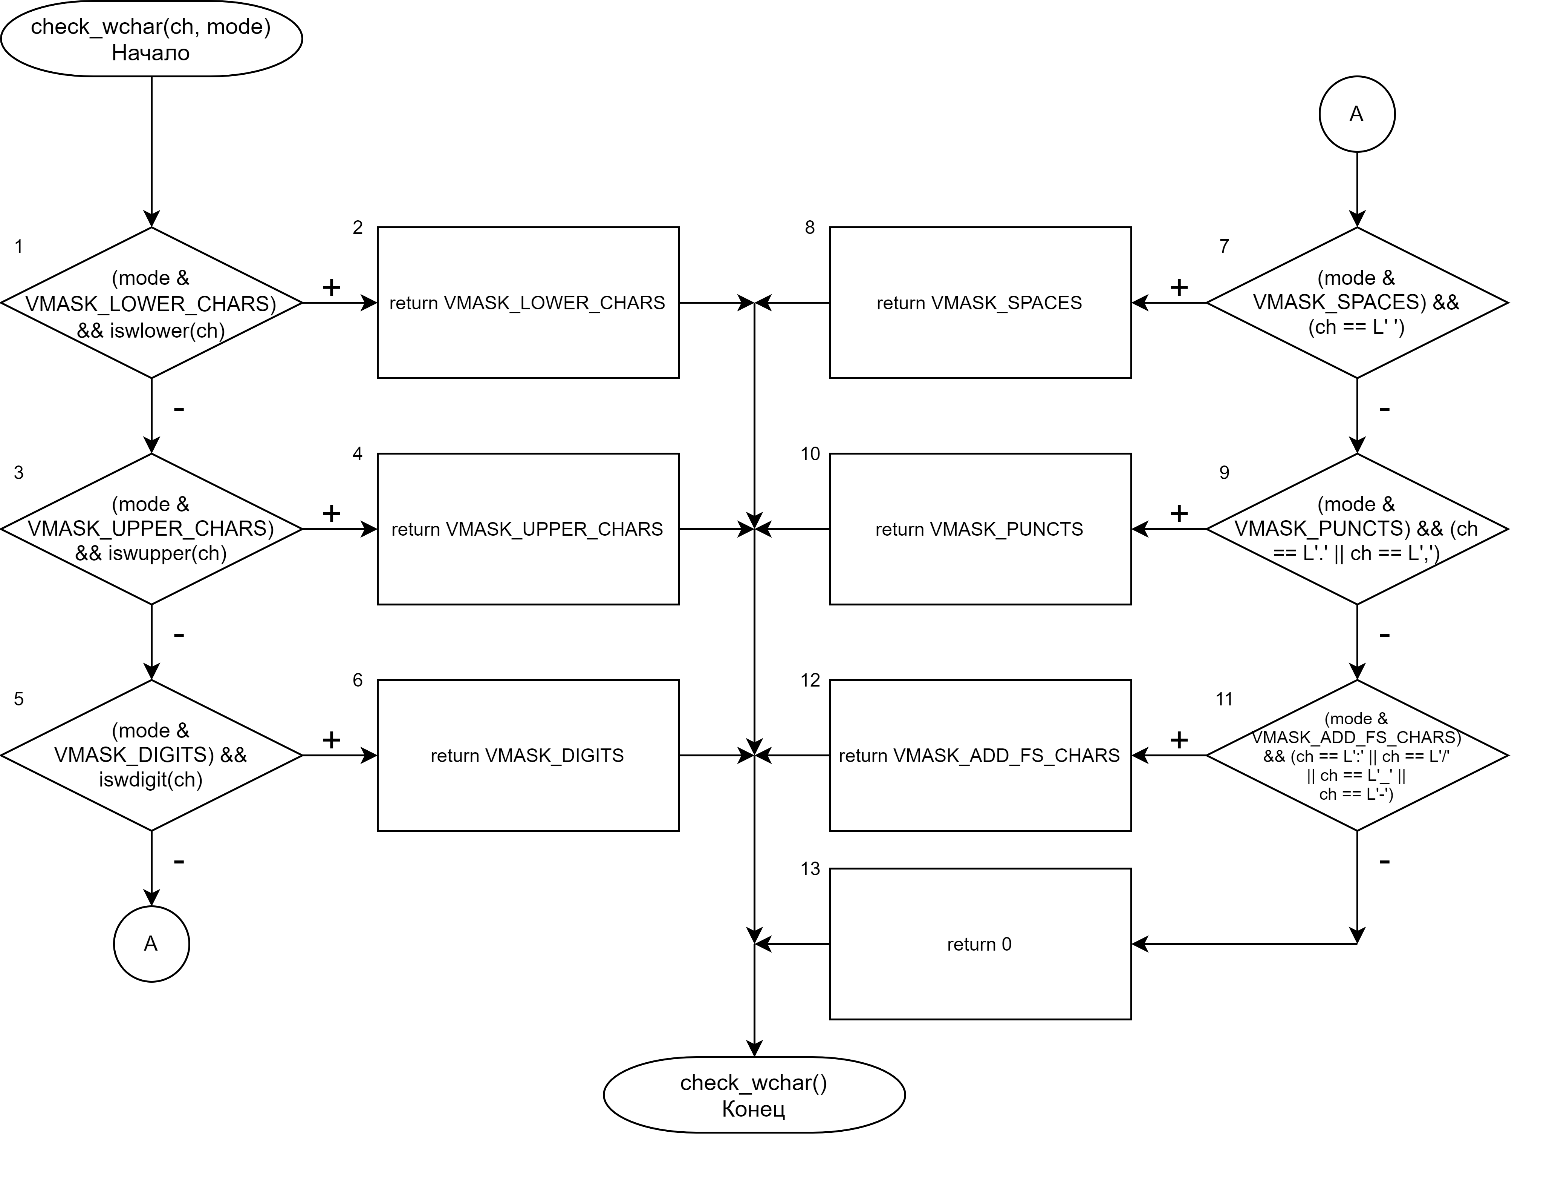 check_wchar(ch, mode)
Начало
1
(mode &
VMASK_LOWER_CHARS)
&& iswlower(ch)
+
-
2
return VMASK_LOWER_CHARS
3
(mode &
VMASK_UPPER_CHARS)
&& iswupper(ch)
+
-
4
return VMASK_UPPER_CHARS
5
(mode &
VMASK_DIGITS) &&
iswdigit(ch)
+
-
6
return VMASK_DIGITS
A
A
7
(mode &
VMASK_SPACES) &&
(ch == L' ')
+
-
8
return VMASK_SPACES
9
(mode &
VMASK_PUNCTS) && (ch
== L'.' || ch == L',')
+
-
10
return VMASK_PUNCTS
11
(mode &
VMASK_ADD_FS_CHARS)
&& (ch == L':' || ch == L'/'
|| ch == L'_' ||
ch == L'-')
+
-
12
return VMASK_ADD_FS_CHARS
13
return 0
check_wchar()
Конец